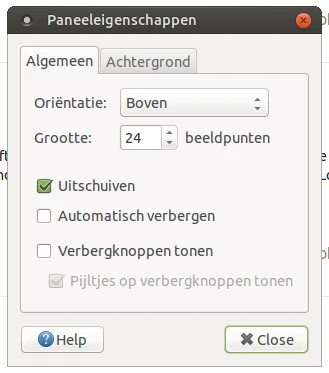 Paneeleigenschappen
Algemeen Achtergrond
Oriëntatie: Boven
Grootte: 24 beeldpunten
Uitschuiven
Automatisch verbergen
Verbergknoppen tonen
Pijltjes op verbergknoppen tonen
Help Close